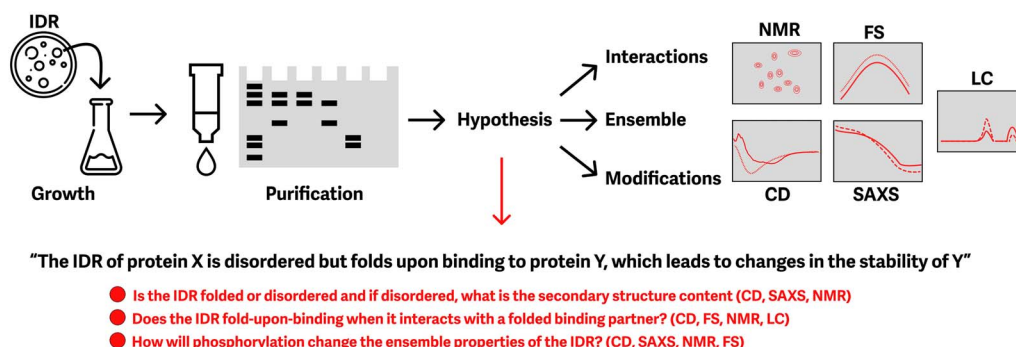 IDR
NMR
FS
Interactions
LC
Hypothesis
Ensemble
Modifications
Growth
Purification
CD
SAXS
“The IDR of protein X is disordered but folds upon binding to protein Y, which leads to changes in the stability of Y”
Is the IDR folded or disordered and if disordered, what is the secondary structure content (CD, SAXS, NMR)
Does the IDR fold-upon-binding when it interacts with a folded binding partner? (CD, FS, NMR, LC)
How will phosphorylation change the ensemble properties of the IDR? (CD, SAXS, NMR, FS)